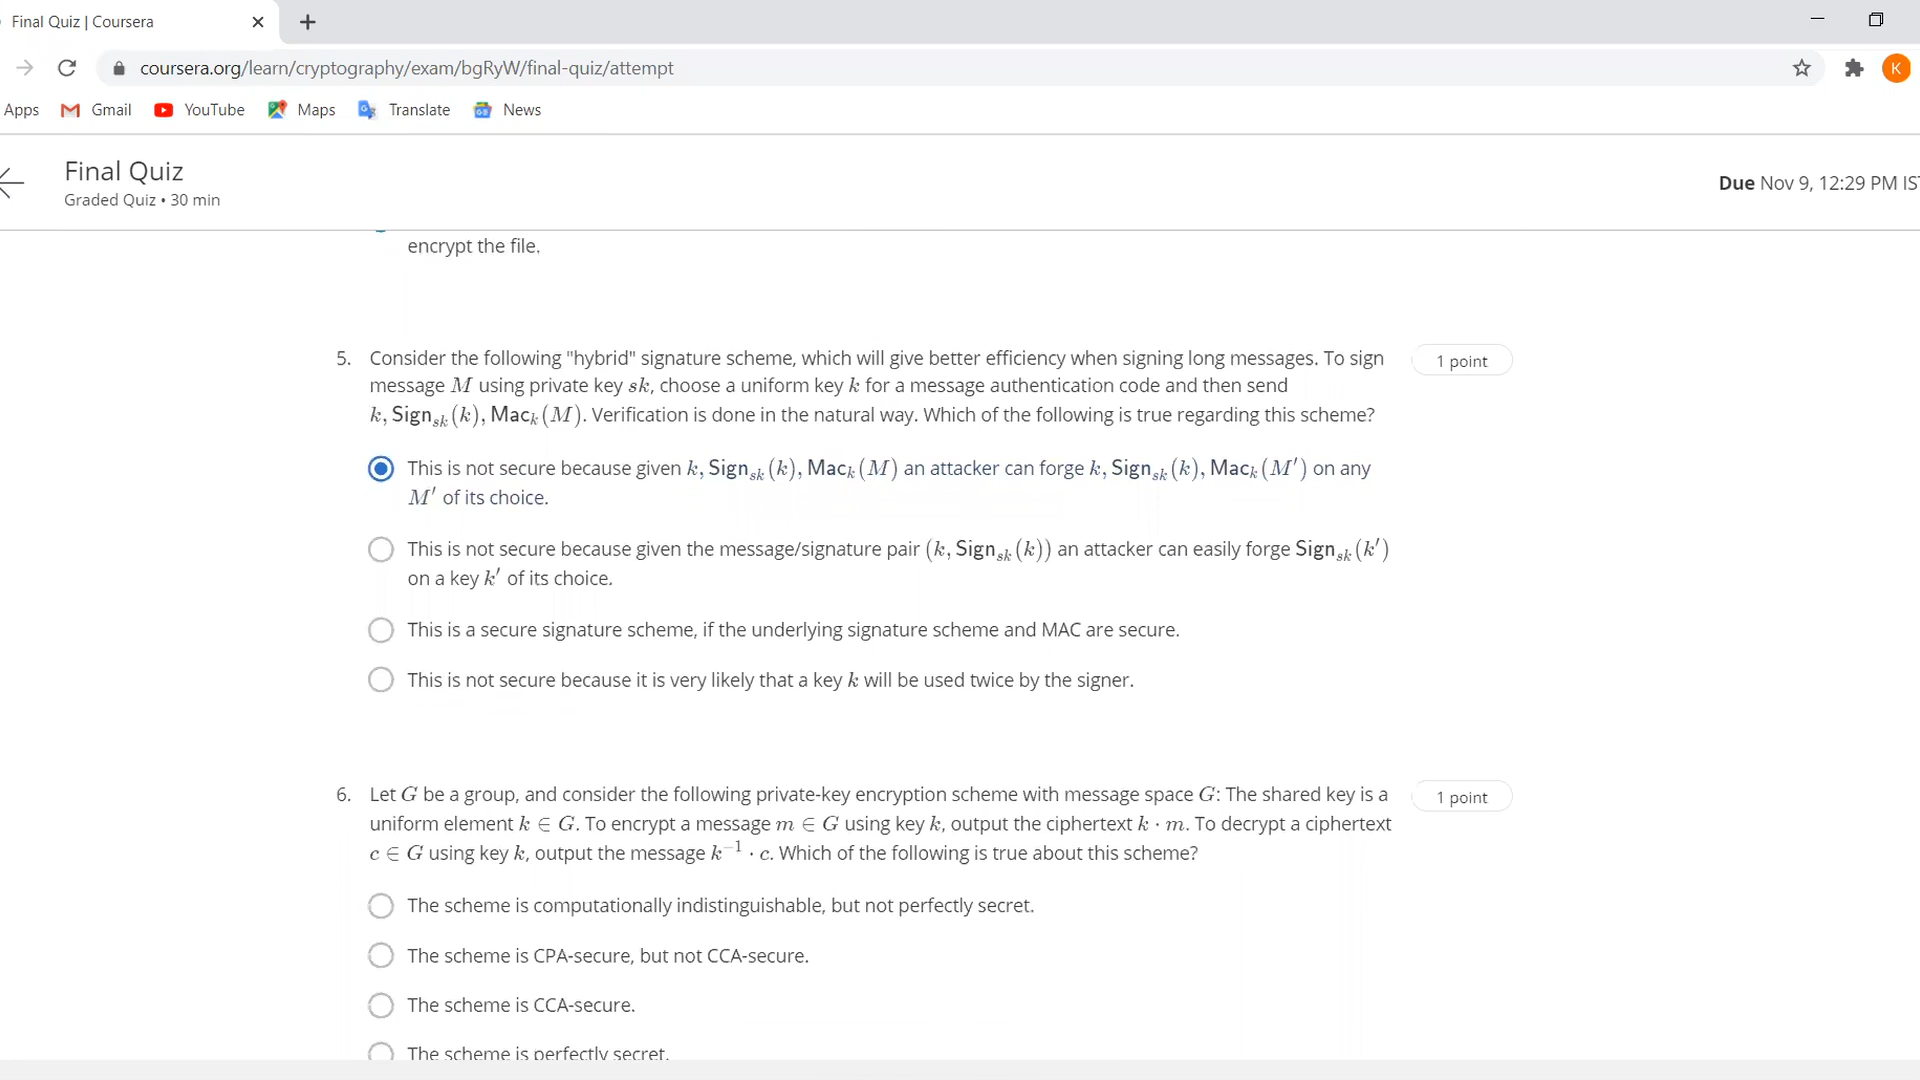 Final Quiz | Coursera
coursera.org/learn/cryptography/exam/bgRyW/final-quiz/attempt
K
Apps Gmail YouTube Maps Translate News
Final Quiz
Graded Quiz • 30 min
Due Nov 9, 12:29 PM IST
encrypt the file.
5. Consider the following "hybrid" signature scheme, which will give better efficiency when signing long messages. To sign
message M using private key sk, choose a uniform key k for a message authentication code and then send
k, Sign_sk(k), Mac_k(M). Verification is done in the natural way. Which of the following is true regarding this scheme?
1 point
This is not secure because given k, Sign_sk(k), Mac_k(M) an attacker can forge k, Sign_sk(k), Mac_k(M′) on any
M′ of its choice.
This is not secure because given the message/signature pair (k, Sign_sk(k)) an attacker can easily forge Sign_sk(k′)
on a key k′ of its choice.
This is a secure signature scheme, if the underlying signature scheme and MAC are secure.
This is not secure because it is very likely that a key k will be used twice by the signer.
6. Let G be a group, and consider the following private-key encryption scheme with message space G: The shared key is a
uniform element k ∈ G. To encrypt a message m ∈ G using key k, output the ciphertext k · m. To decrypt a ciphertext
c ∈ G using key k, output the message k⁻¹ · c. Which of the following is true about this scheme?
1 point
The scheme is computationally indistinguishable, but not perfectly secret.
The scheme is CPA-secure, but not CCA-secure.
The scheme is CCA-secure.
The scheme is perfectly secret.